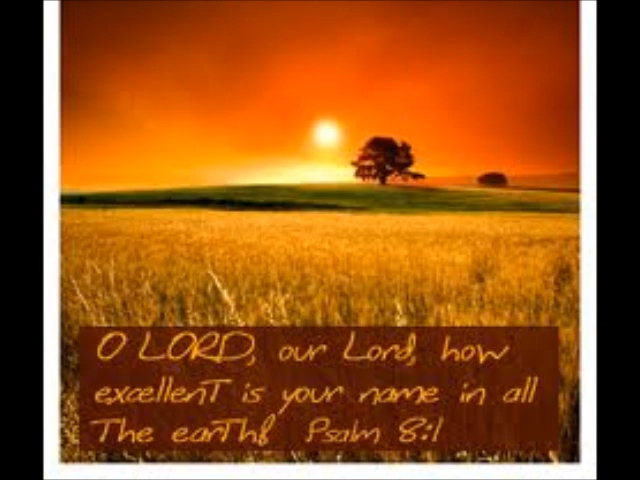 O LORD, our Lord, how
excellent is your name in all
The earth! Psalm 8:1